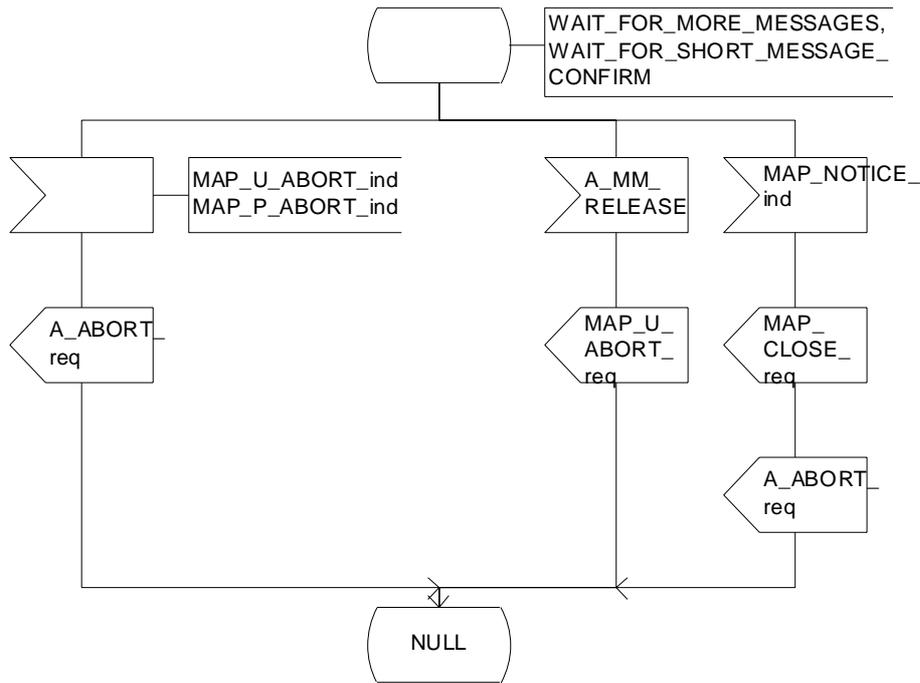 WAIT_FOR_MORE_MESSAGES,
WAIT_FOR_SHORT_MESSAGE_
CONFIRM
MAP_U_ABORT_ind
MAP_P_ABORT_ind
A_MM_
RELEASE
MAP_NOTICE_
ind
A_ABORT_
req
MAP_U_
ABORT_
req
MAP_
CLOSE_
req
A_ABORT_
req
NULL